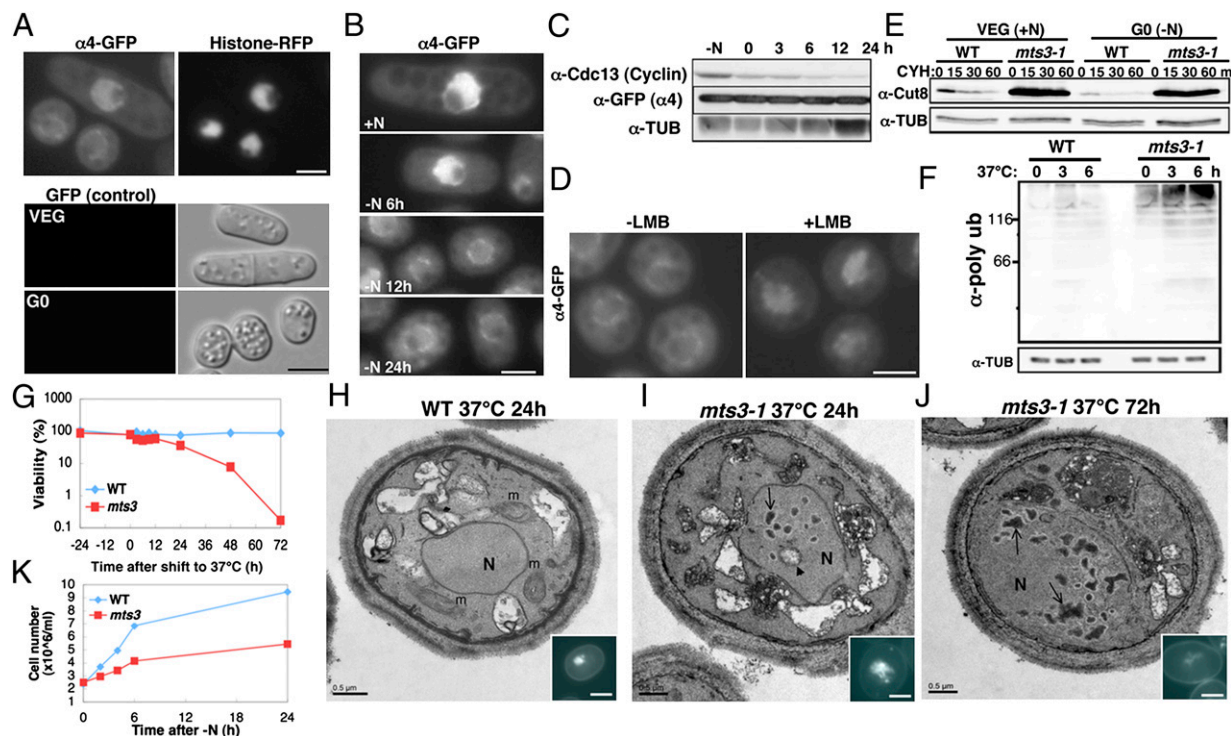 A
α4-GFP Histone-RFP
GFP (control)
VEG
G0
B
α4-GFP
+N
-N 6h
-N 12h
-N 24h
C
-N 0 3 6 12 24 h
α-Cdc13 (Cyclin)
α-GFP (α4)
α-TUB
D
-LMB +LMB
α4-GFP
E
VEG (+N) G0 (-N)
WT mts3-1 WT mts3-1
CYH:0 15 30 60 0 15 30 60 0 15 30 60 0 15 30 60 m
α-Cut8
α-TUB
F
WT mts3-1
37°C: 0 3 6 0 3 6 h
116
66
α-poly ub
α-TUB
G
Viability (%)
1000
100
10
1
0.1
WT
mts3
-24 -12 0 12 24 36 48 60 72
Time after shift to 37°C (h)
H
WT 37°C 24h
m
N
m
m
0.5 μm
I
mts3-1 37°C 24h
N
0.5 μm
J
mts3-1 37°C 72h
N
0.5 μm
K
Cell number
(x10^6/ml)
10
9
8
7
6
5
4
3
2
1
WT
mts3
0 6 12 18 24
Time after -N (h)